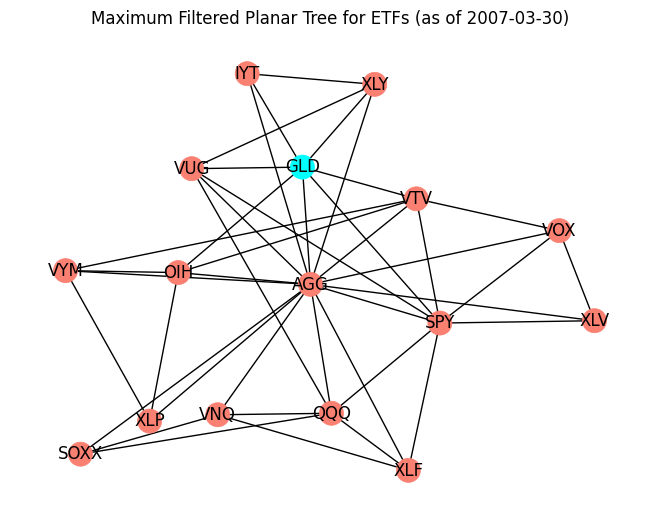 Maximum Filtered Planar Tree for ETFs (as of 2007-03-30)
IYT
XLY
VUG
GLD
VTV
VOX
VYM
OIH
AGG
SPY
XLV
XLP
VNQ
QQQ
SOXX
XLF